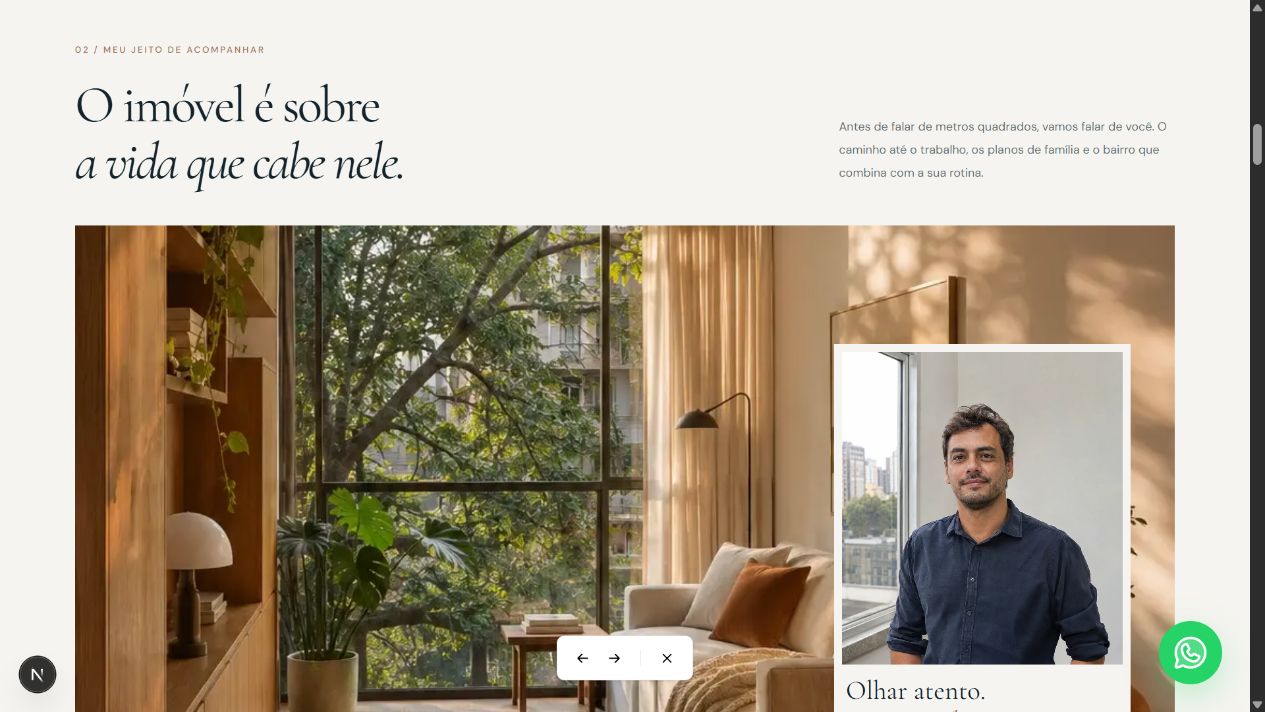 02 / MEU JEITO DE ACOMPANHAR
O imóvel é sobre
a vida que cabe nele.
Antes de falar de metros quadrados, vamos falar de você. O
caminho até o trabalho, os planos de família e o bairro que
combina com a sua rotina.
Olhar atento.
N